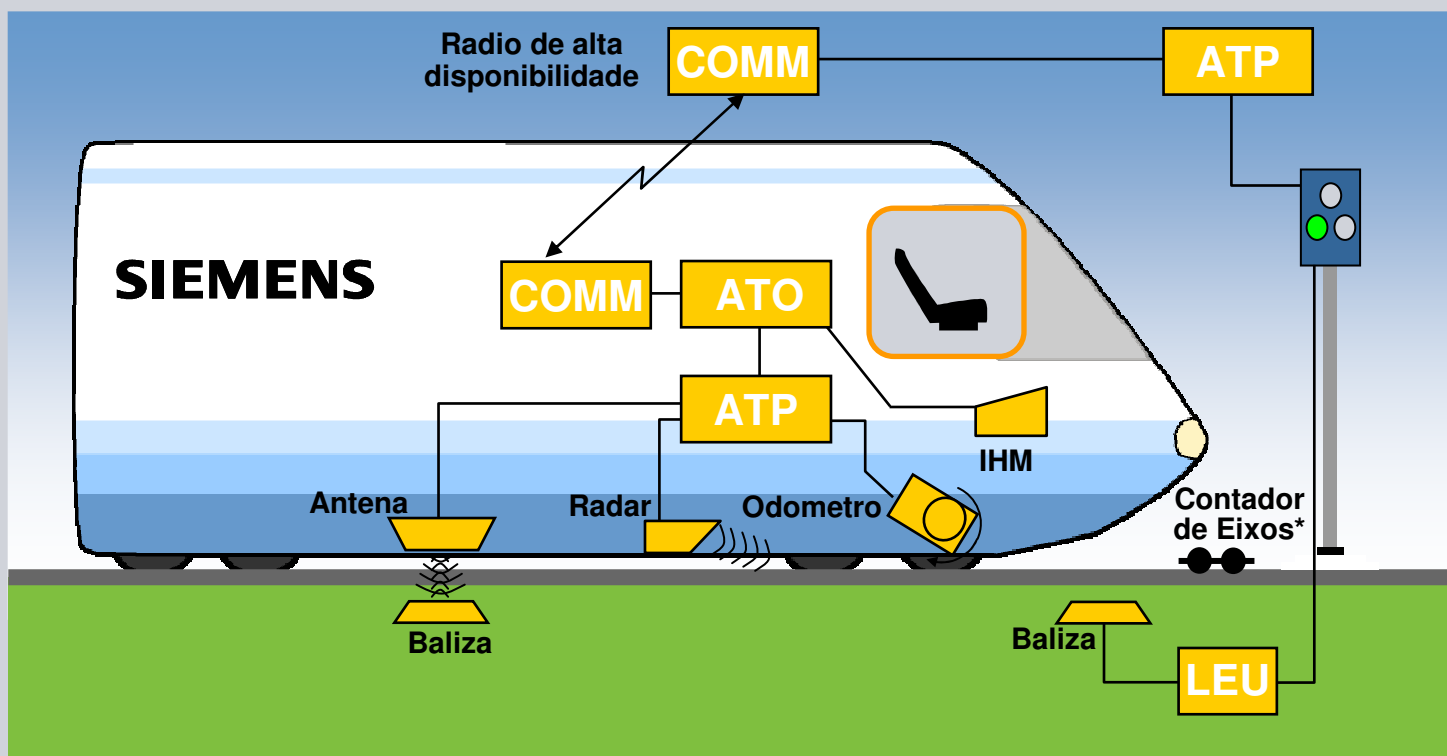 Radio de alta
disponibilidade
COMM
ATP
SIEMENS
COMM
ATO
ATP
IHM
Antena
Radar
Odometro
Contador
de Eixos*
Baliza
Baliza
LEU